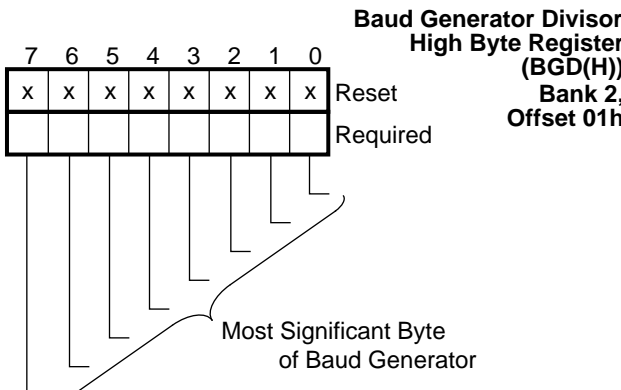 Baud Generator Divisor
High Byte Register
(BGD(H))
Bank 2,
Offset 01h
7 6 5 4 3 2 1 0
x x x x x x x x Reset
Required
Most Significant Byte
of Baud Generator